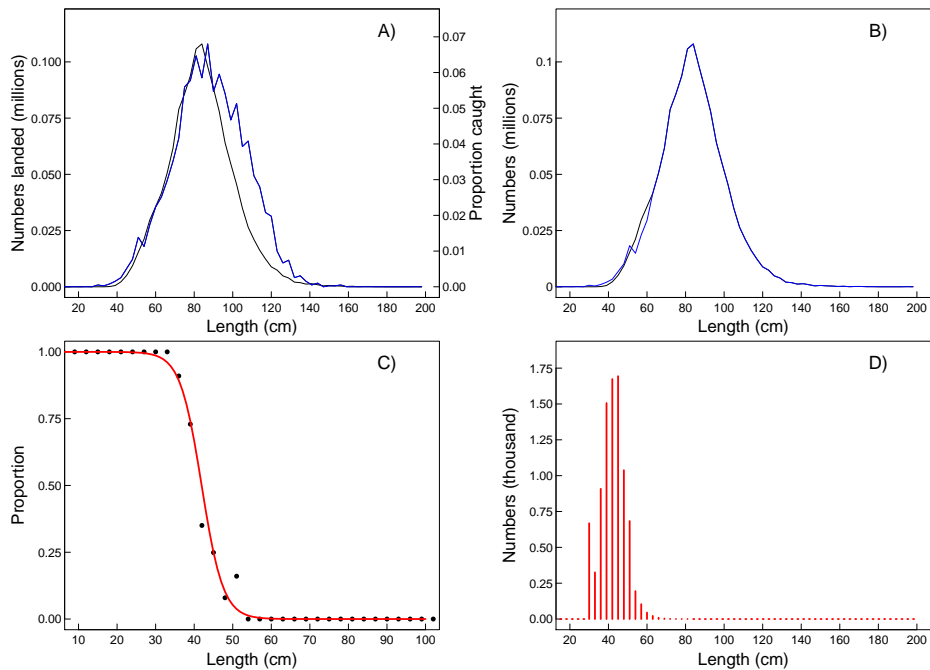 A)
Numbers landed (millions)
0.100
0.075
0.050
0.025
0.000
0.07
0.06
0.05
0.04
0.03
0.02
0.01
0.00
Proportion caught
20 40 60 80 100 120 140 160 180 200
Length (cm)
B)
Numbers (millions)
0.1
0.075
0.050
0.025
0.000
20 40 60 80 100 120 140 160 180 200
Length (cm)
C)
Proportion
1.00
0.75
0.50
0.25
0.00
10 20 30 40 50 60 70 80 90 100
Length (cm)
D)
Numbers (thousand)
1.75
1.50
1.25
1.00
0.75
0.50
0.25
0.00
20 40 60 80 100 120 140 160 180 200
Length (cm)